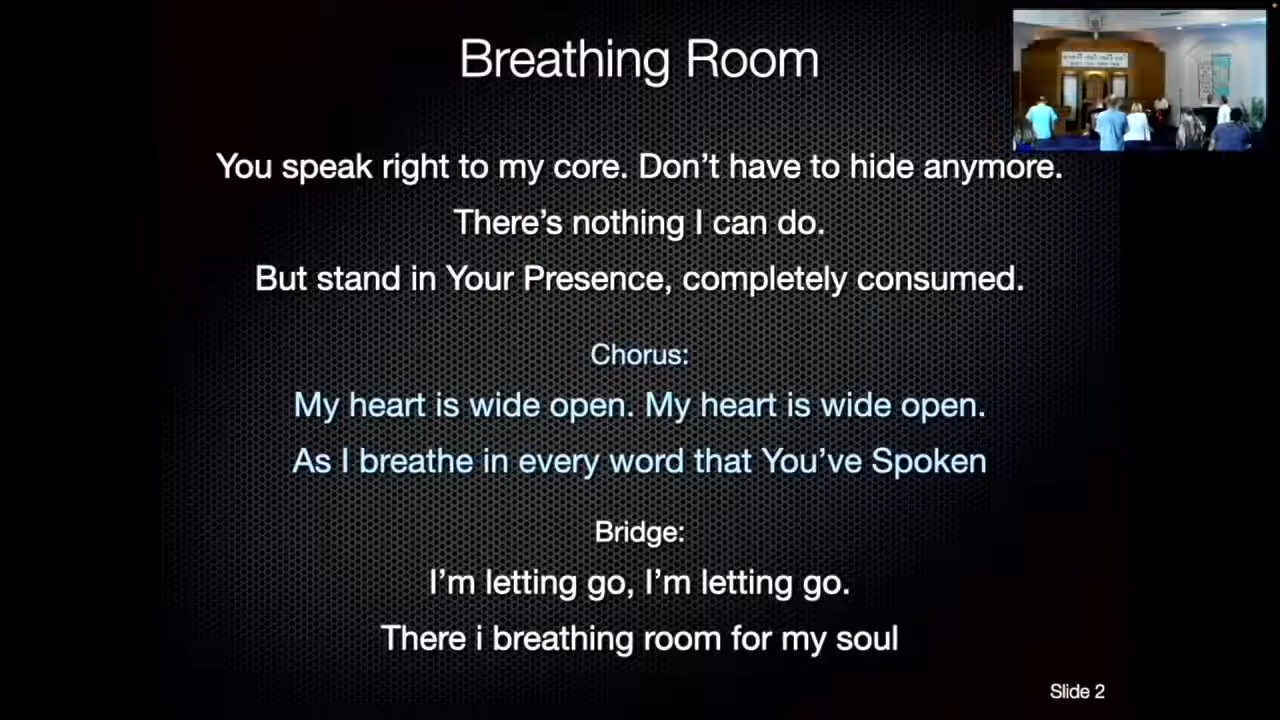 Breathing Room
You speak right to my core. Don’t have to hide anymore.
There’s nothing I can do.
But stand in Your Presence, completely consumed.
Chorus:
My heart is wide open. My heart is wide open.
As I breathe in every word that You’ve Spoken
Bridge:
I’m letting go, I’m letting go.
There i breathing room for my soul
Slide 2